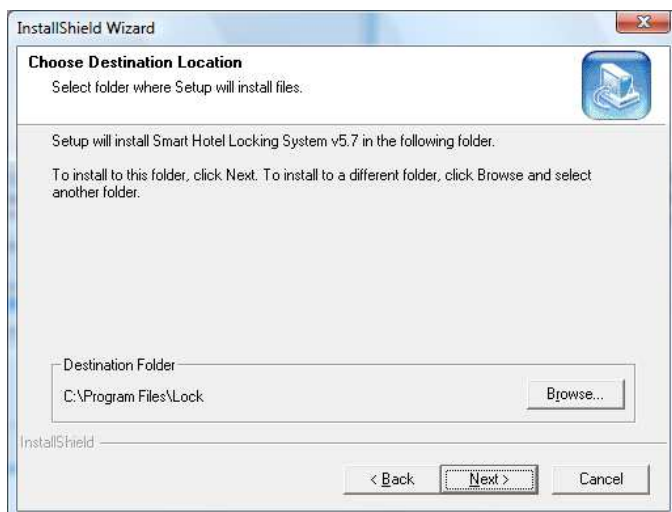 InstallShield Wizard
Choose Destination Location
Select folder where Setup will install files.
Setup will install Smart Hotel Locking System v5.7 in the following folder.
To install to this folder, click Next. To install to a different folder, click Browse and select
another folder.
Destination Folder
C:\Program Files\Lock
Browse...
InstallShield
< Back
Next >
Cancel